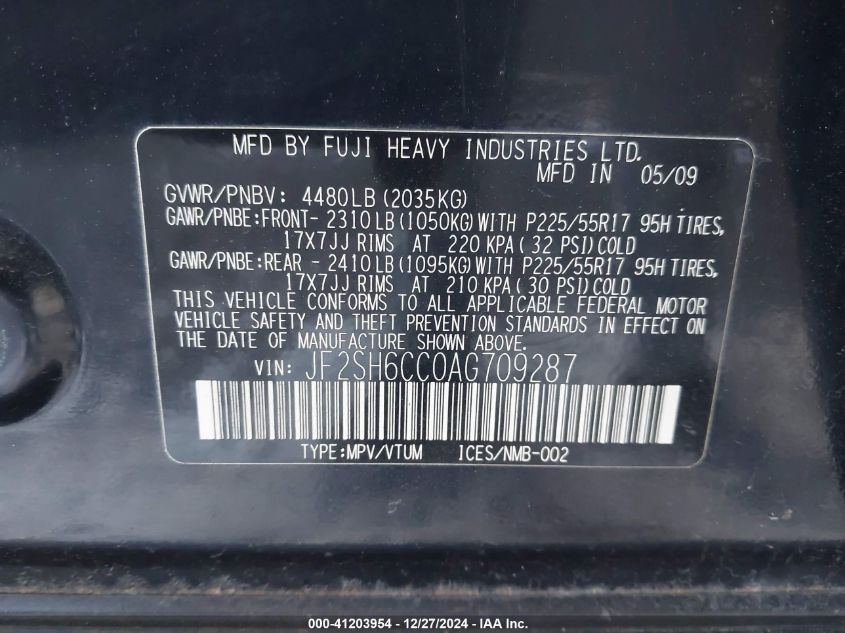 MFD BY FUJI HEAVY INDUSTRIES LTD.
MFD IN 05/09
GVWR/PNBV: 4480LB (2035KG)
GAWR/PNBE:FRONT- 2310LB(1050KG)WITH P225/55R17 95H TIRES,
17X7JJ RIMS AT 220 KPA( 32 PSI)COLD
GAWR/PNBE:REAR - 2410LB(1095KG)WITH P225/55R17 95H TIRES,
17X7JJ RIMS AT 210 KPA( 30 PSI)COLD
THIS VEHICLE CONFORMS TO ALL APPLICABLE FEDERAL MOTOR
VEHICLE SAFETY AND THEFT PREVENTION STANDARDS IN EFFECT ON
THE DATE OF MANUFACTURE SHOWN ABOVE.
VIN: JF2SH6CC0AG709287
TYPE:MPV/VTUM ICES/NMB-002
000-41203954 - 12/27/2024 - IAA Inc.